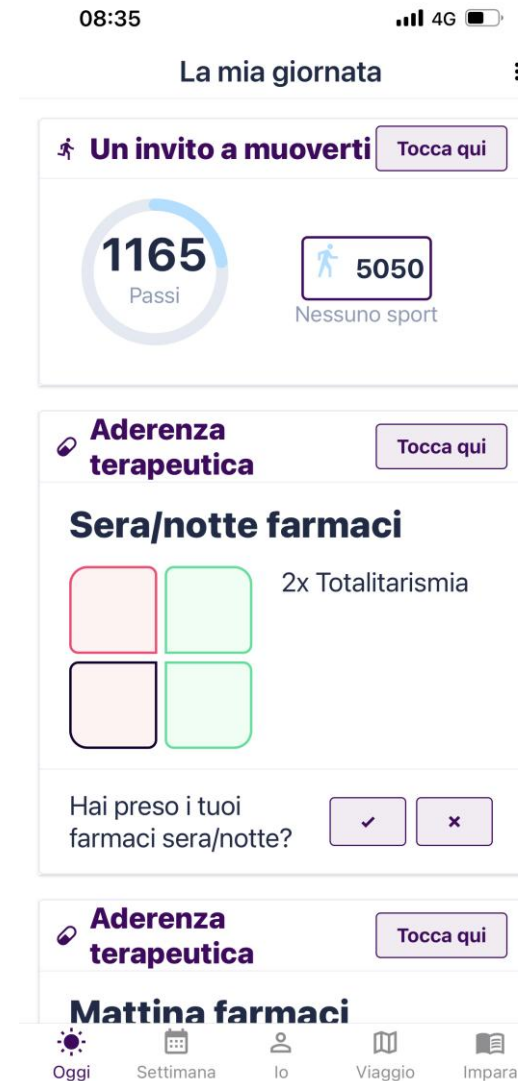 08:35
4G
La mia giornata
Un invito a muoverti
Tocca qui
1165
Passi
5050
Nessuno sport
Aderenza
terapeutica
Tocca qui
Sera/notte farmaci
2x Totalitarismia
Hai preso i tuoi
farmaci sera/notte?
Aderenza
terapeutica
Tocca qui
Mattina farmaci
Oggi
Settimana
Io
Viaggio
Impara